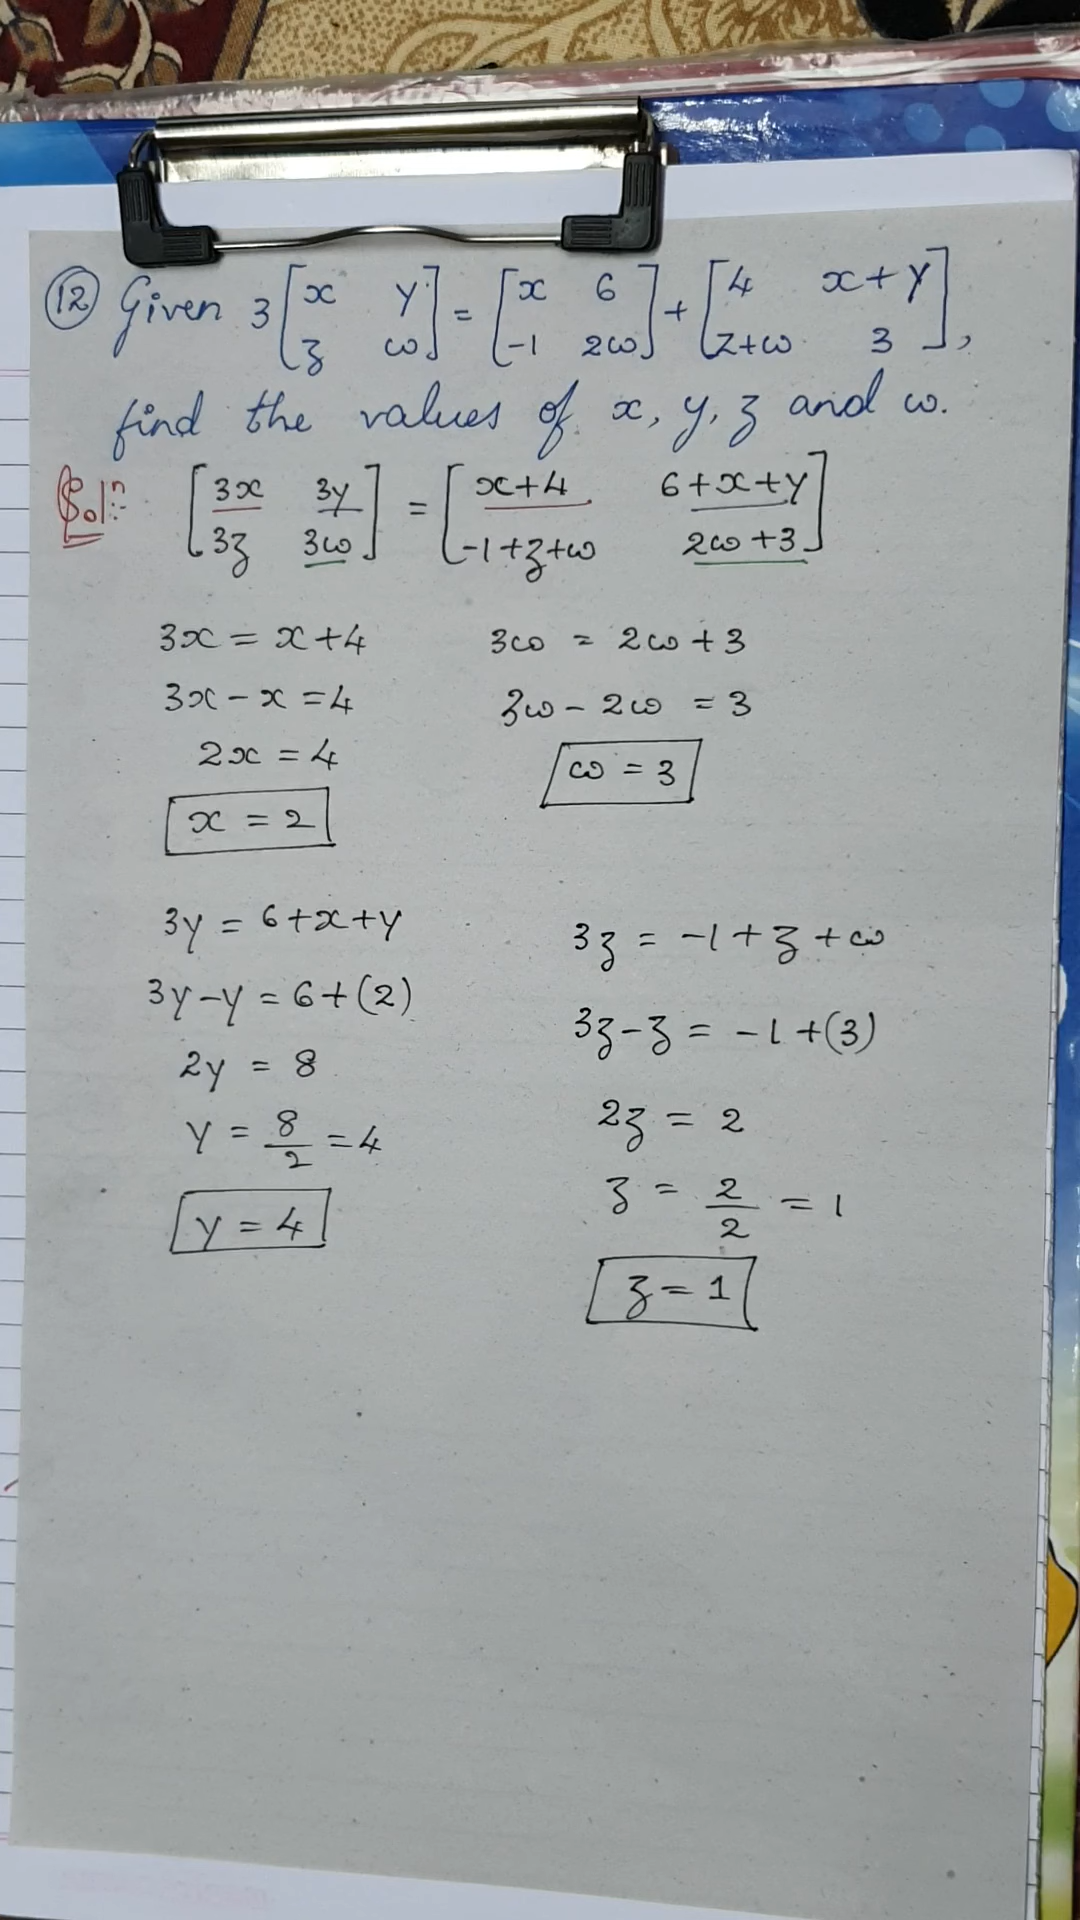 (12) Given 3 [x y; z ω] = [x 6; -1 2ω] + [4 x+y; z+ω 3],
find the values of x, y, z and ω.
Solⁿ:- [3x 3y; 3z 3ω] = [x+4 6+x+y; -1+z+ω 2ω+3]
3x = x+4
3x-x = 4
2x = 4
x = 2
3ω = 2ω+3
3ω-2ω = 3
ω = 3
3y = 6+x+y
3y-y = 6+(2)
2y = 8
y = 8/2 = 4
y = 4
3z = -1+z+ω
3z-z = -1+(3)
2z = 2
z = 2/2 = 1
z = 1